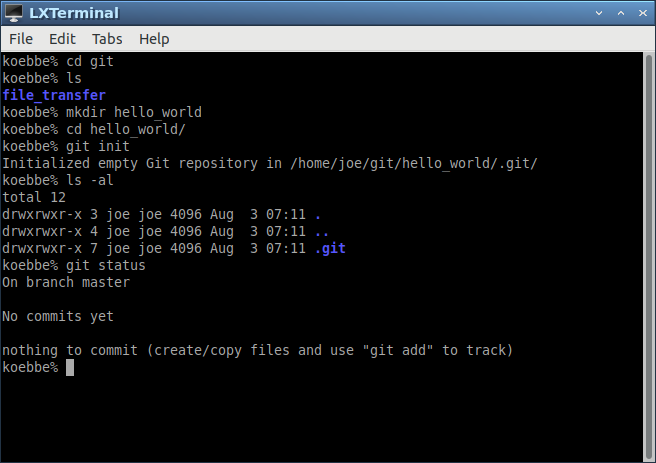 LXTerminal
File Edit Tabs Help
koebbe% cd git
koebbe% ls
file_transfer
koebbe% mkdir hello_world
koebbe% cd hello_world/
koebbe% git init
Initialized empty Git repository in /home/joe/git/hello_world/.git/
koebbe% ls -al
total 12
drwxrwxr-x 3 joe joe 4096 Aug  3 07:11 .
drwxrwxr-x 4 joe joe 4096 Aug  3 07:11 ..
drwxrwxr-x 7 joe joe 4096 Aug  3 07:11 .git
koebbe% git status
On branch master
No commits yet
nothing to commit (create/copy files and use "git add" to track)
koebbe%